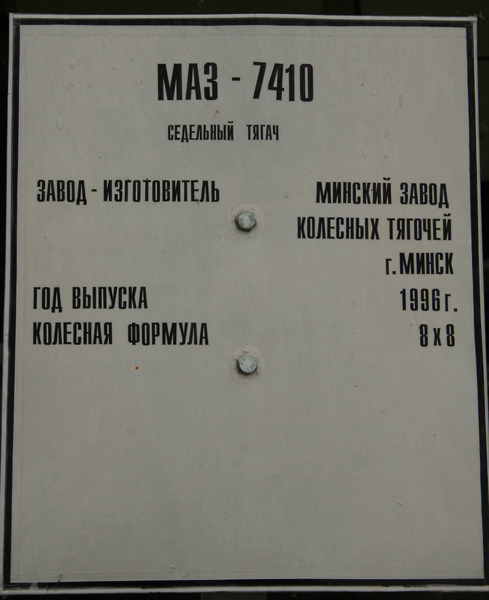 МАЗ - 7410
СЕДЕЛЬНЫЙ ТЯГАЧ
ЗАВОД - ИЗГОТОВИТЕЛЬ МИНСКИЙ ЗАВОД
КОЛЕСНЫХ ТЯГОЧЕЙ
г. МИНСК
ГОД ВЫПУСКА 1996 г.
КОЛЕСНАЯ ФОРМУЛА 8 х 8